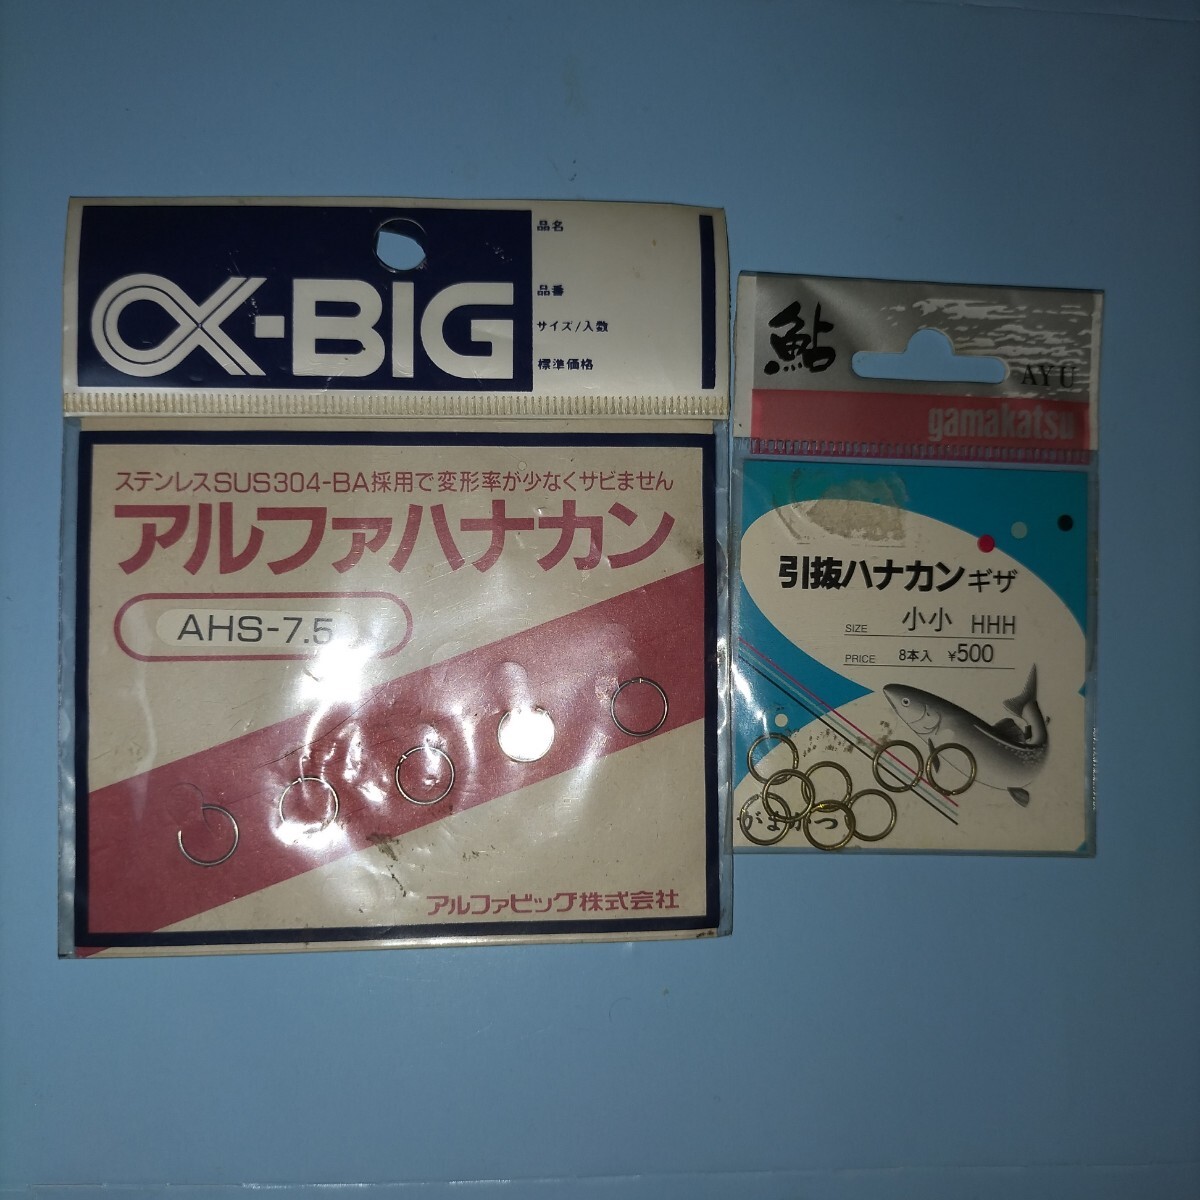 α-BIG
品名
品番
サイズ/入数
標準価格
ステンレスSUS304-BA採用で変形率が少なくサビません
アルファハナカン
AHS-7.5
アルファビッグ株式会社
鮎
AYU
gamakatsu
引抜ハナカン ギザ
SIZE 小小 HHH
PRICE 8本入 ¥500
がまかつ